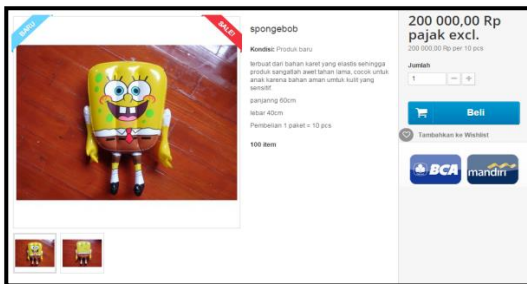 BARU
SALE!
spongebob
Kondisi: Produk baru
terbuat dari bahan karet yang elastis sehingga
produk sangatlah awet tahan lama, cocok untuk
anak karena bahan aman untuk kulit yang
sensitif.
panjaring 60cm
lebar 40cm
Pembelian 1 paket = 10 pcs
100 item
200 000,00 Rp
pajak excl.
200 000,00 Rp per 10 pcs
Jumlah
1
Beli
Tambahkan ke Wishlist
BCA
mandiri